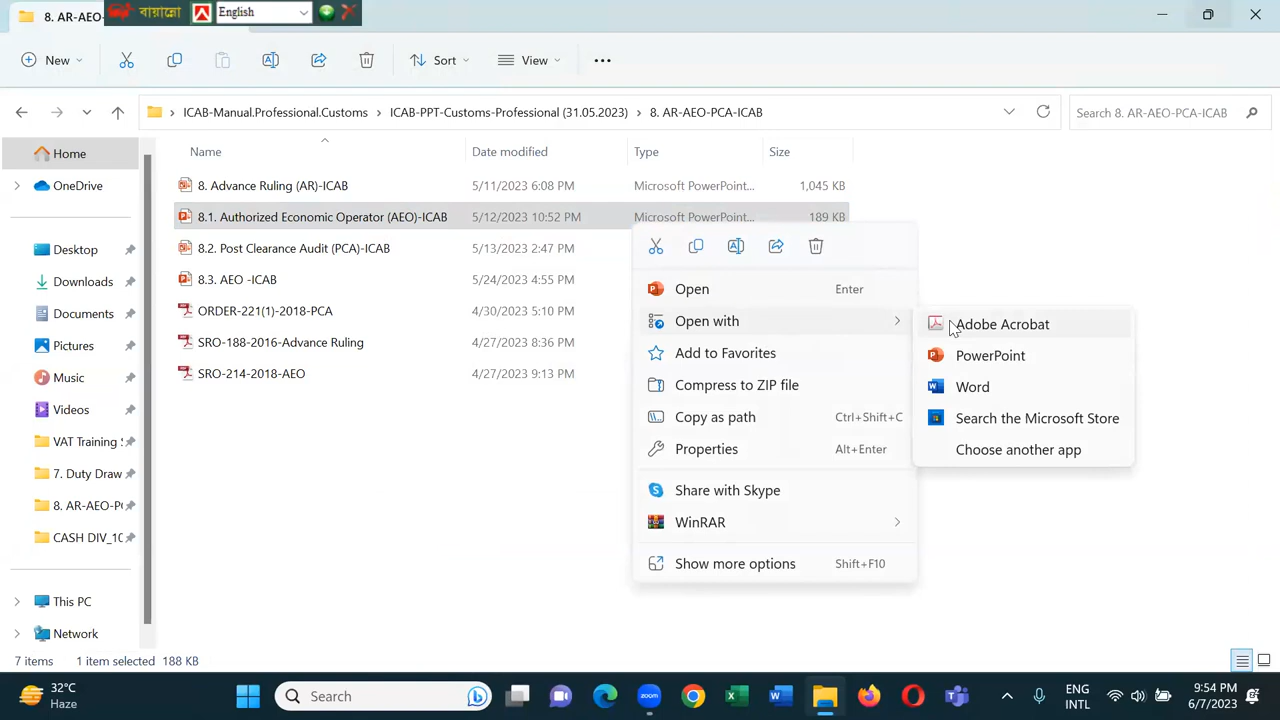 8. AR-AEO-
বায়ান্নো
English
New
Sort
View
ICAB-Manual.Professional.Customs
ICAB-PPT-Customs-Professional (31.05.2023)
8. AR-AEO-PCA-ICAB
Search 8. AR-AEO-PCA-ICAB
Home
OneDrive
Desktop
Downloads
Documents
Pictures
Music
Videos
VAT Training S
7. Duty Draw
8. AR-AEO-P
CASH DIV_10
This PC
Network
Name Date modified Type Size
8. Advance Ruling (AR)-ICAB 5/11/2023 6:08 PM Microsoft PowerPoint... 1,045 KB
8.1. Authorized Economic Operator (AEO)-ICAB 5/12/2023 10:52 PM Microsoft PowerPoint... 189 KB
8.2. Post Clearance Audit (PCA)-ICAB 5/13/2023 2:47 PM
8.3. AEO -ICAB 5/24/2023 4:55 PM
ORDER-221(1)-2018-PCA 4/30/2023 5:10 PM
SRO-188-2016-Advance Ruling 4/27/2023 8:36 PM
SRO-214-2018-AEO 4/27/2023 9:13 PM
Open Enter
Open with
Add to Favorites
Compress to ZIP file
Copy as path Ctrl+Shift+C
Properties Alt+Enter
Share with Skype
WinRAR
Show more options Shift+F10
Adobe Acrobat
PowerPoint
Word
Search the Microsoft Store
Choose another app
7 items 1 item selected 188 KB
32°C
Haze
Search
zoom
ENG
INTL
9:54 PM
6/7/2023